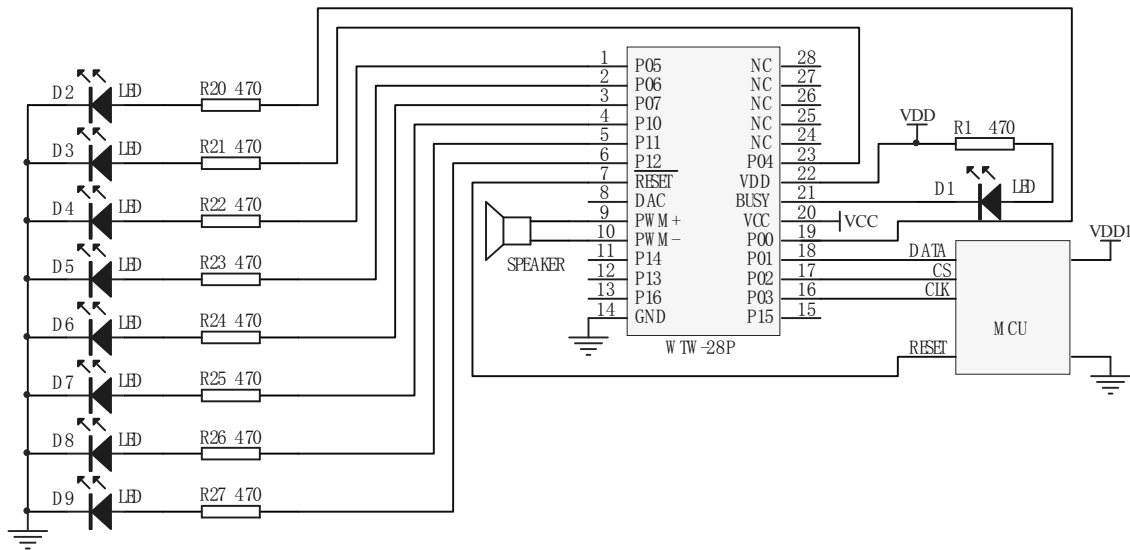 D2 LED R20 470
D3 LED R21 470
D4 LED R22 470
D5 LED R23 470
D6 LED R24 470
D7 LED R25 470
D8 LED R26 470
D9 LED R27 470
1 P05
2 P06
3 P07
4 P10
5 P11
6 P12
7 RESET
8 DAC
9 PWM+
10 PWM-
11 P14
12 P13
13 P16
14 GND
NC 28
NC 27
NC 26
NC 25
NC 24
P04 23
VDD 22
BUSY 21
VCC 20
P00 19
P01 18
P02 17
P03 16
P15 15
WTW-28P
SPEAKER
VDD
R1 470
D1 LED
VCC
DATA
CS
CLK
RESET
MCU
VDD1